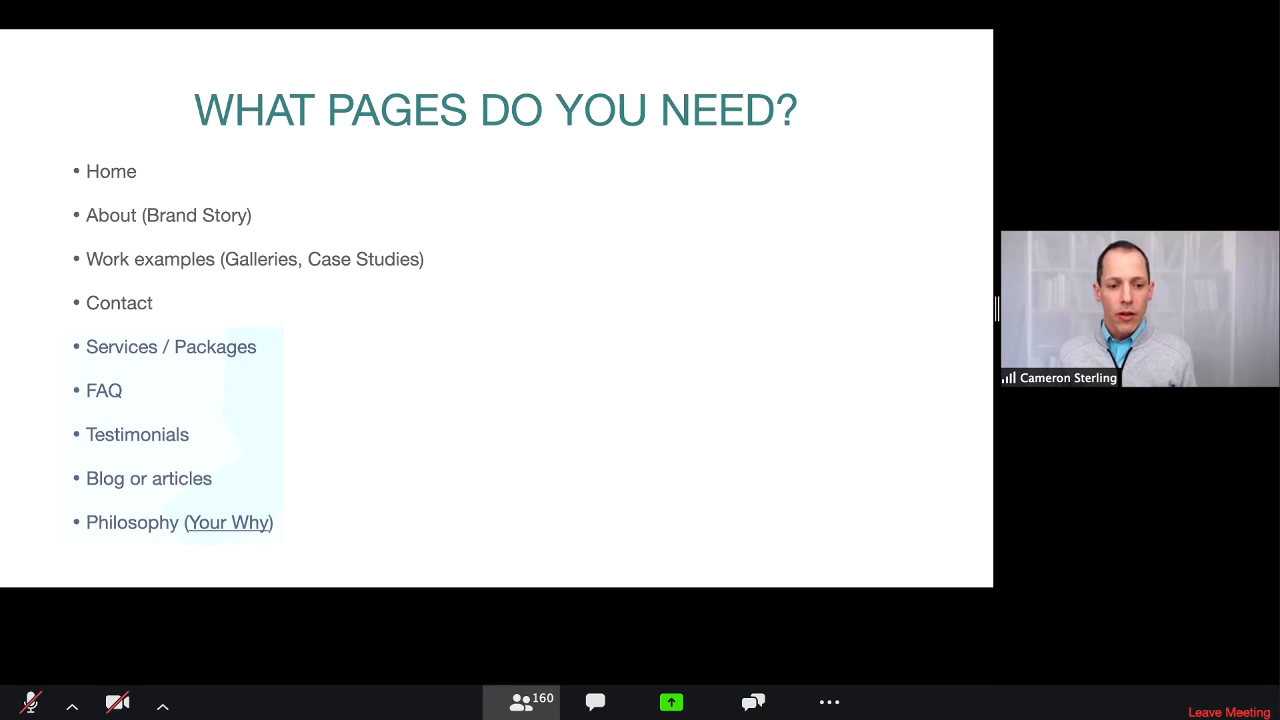 WHAT PAGES DO YOU NEED?
• Home
• About (Brand Story)
• Work examples (Galleries, Case Studies)
• Contact
• Services / Packages
• FAQ
• Testimonials
• Blog or articles
• Philosophy (Your Why)
Cameron Sterling
160
Leave Meeting